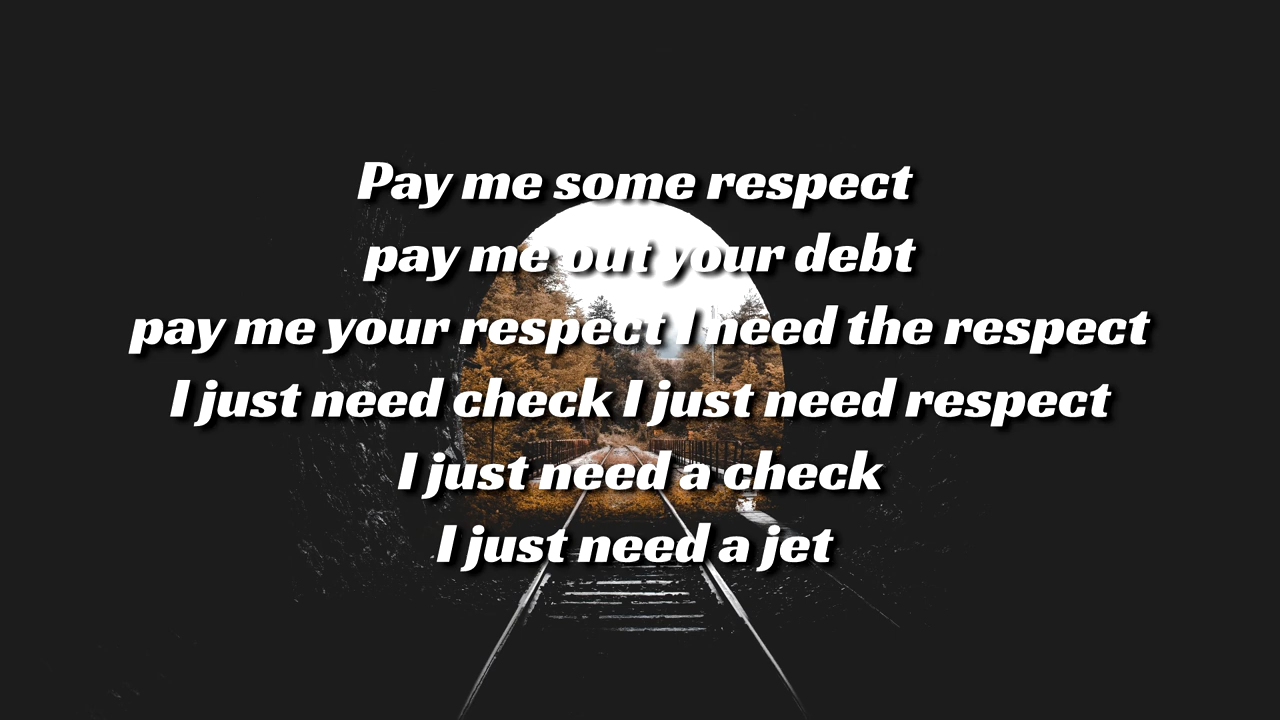 Pay me some respect
pay me out your debt
pay me your respect I need the respect
I just need check I just need respect
I just need a check
I just need a jet